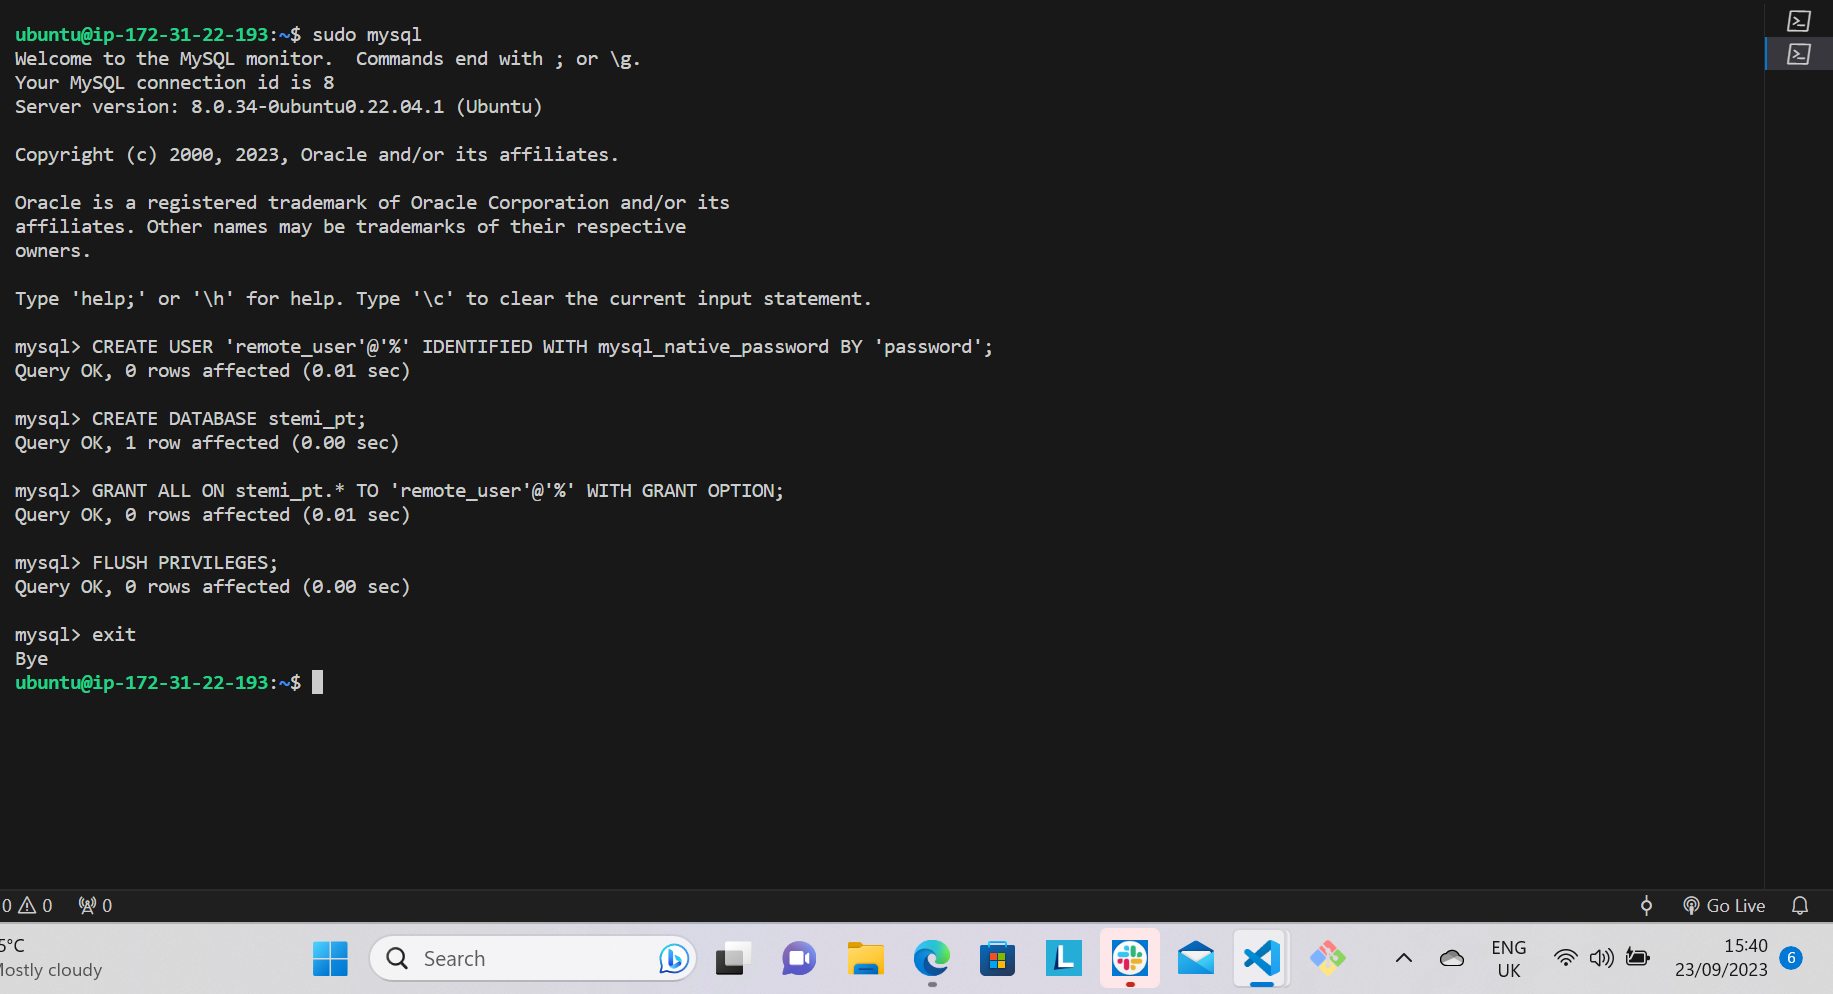 ubuntu@ip-172-31-22-193:~$ sudo mysql
Welcome to the MySQL monitor.  Commands end with ; or \g.
Your MySQL connection id is 8
Server version: 8.0.34-0ubuntu0.22.04.1 (Ubuntu)
Copyright (c) 2000, 2023, Oracle and/or its affiliates.
Oracle is a registered trademark of Oracle Corporation and/or its
affiliates. Other names may be trademarks of their respective
owners.
Type 'help;' or '\h' for help. Type '\c' to clear the current input statement.
mysql> CREATE USER 'remote_user'@'%' IDENTIFIED WITH mysql_native_password BY 'password';
Query OK, 0 rows affected (0.01 sec)
mysql> CREATE DATABASE stemi_pt;
Query OK, 1 row affected (0.00 sec)
mysql> GRANT ALL ON stemi_pt.* TO 'remote_user'@'%' WITH GRANT OPTION;
Query OK, 0 rows affected (0.01 sec)
mysql> FLUSH PRIVILEGES;
Query OK, 0 rows affected (0.00 sec)
mysql> exit
Bye
ubuntu@ip-172-31-22-193:~$
0 0 0 Go Live
5°C
Mostly cloudy
Search
L
ENG
UK
15:40
23/09/2023
6